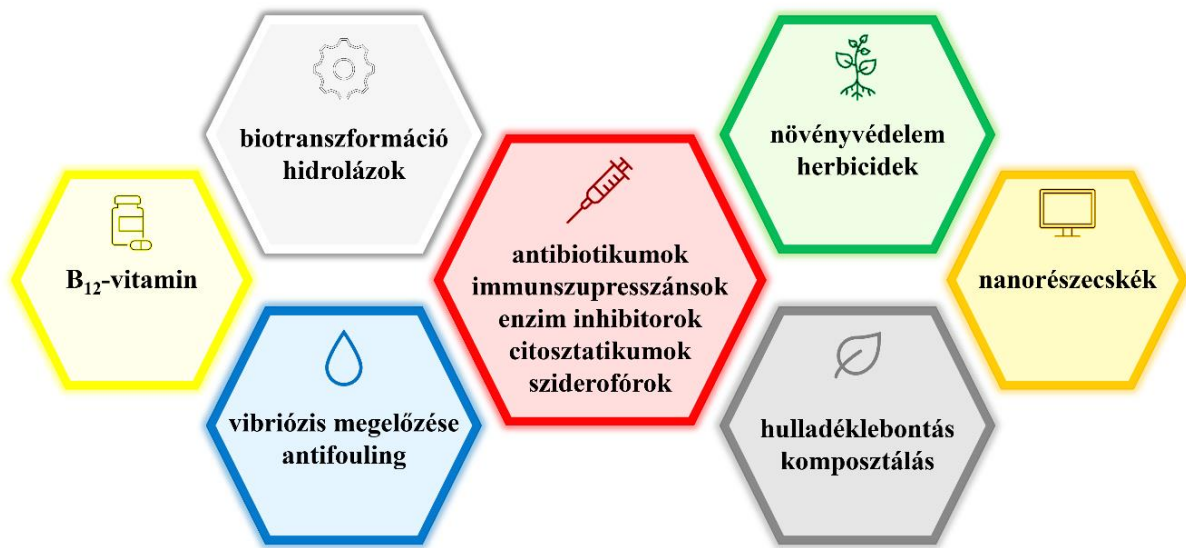 biotranszformáció
hidrolázok
növényvédelem
herbicidek
B₁₂-vitamin
antibiotikumok
immunszupresszánsok
enzim inhibitorok
citosztatikumok
sziderofórok
nanorészecskék
vibriózis megelőzése
antifouling
hulladéklebontás
komposztálás